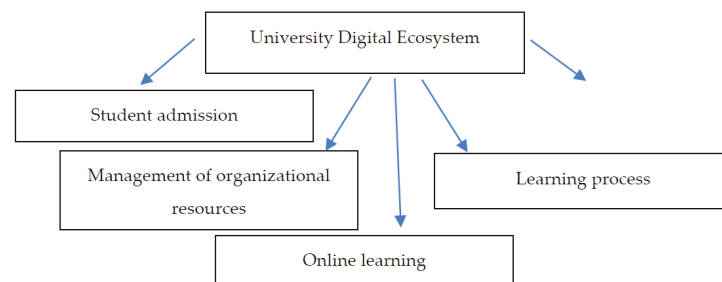 University Digital Ecosystem
Student admission
Management of organizational
resources
Learning process
Online learning